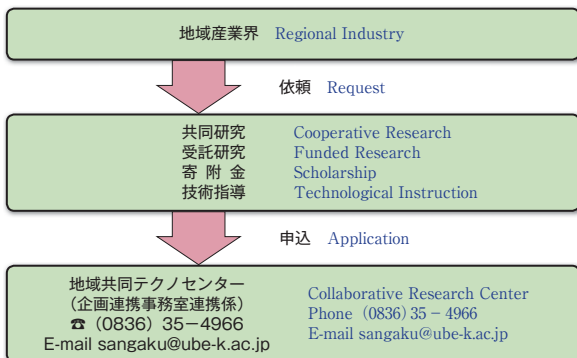 地域産業界 Regional Industry
依頼 Request
共同研究 Cooperative Research
受託研究 Funded Research
寄 附 金 Scholarship
技術指導 Technological Instruction
申込 Application
地域共同テクノセンター
(企画連携事務室連携係)
☎ (0836) 35−4966
E-mail sangaku@ube-k.ac.jp
Collaborative Research Center
Phone (0836) 35 − 4966
E-mail sangaku@ube-k.ac.jp